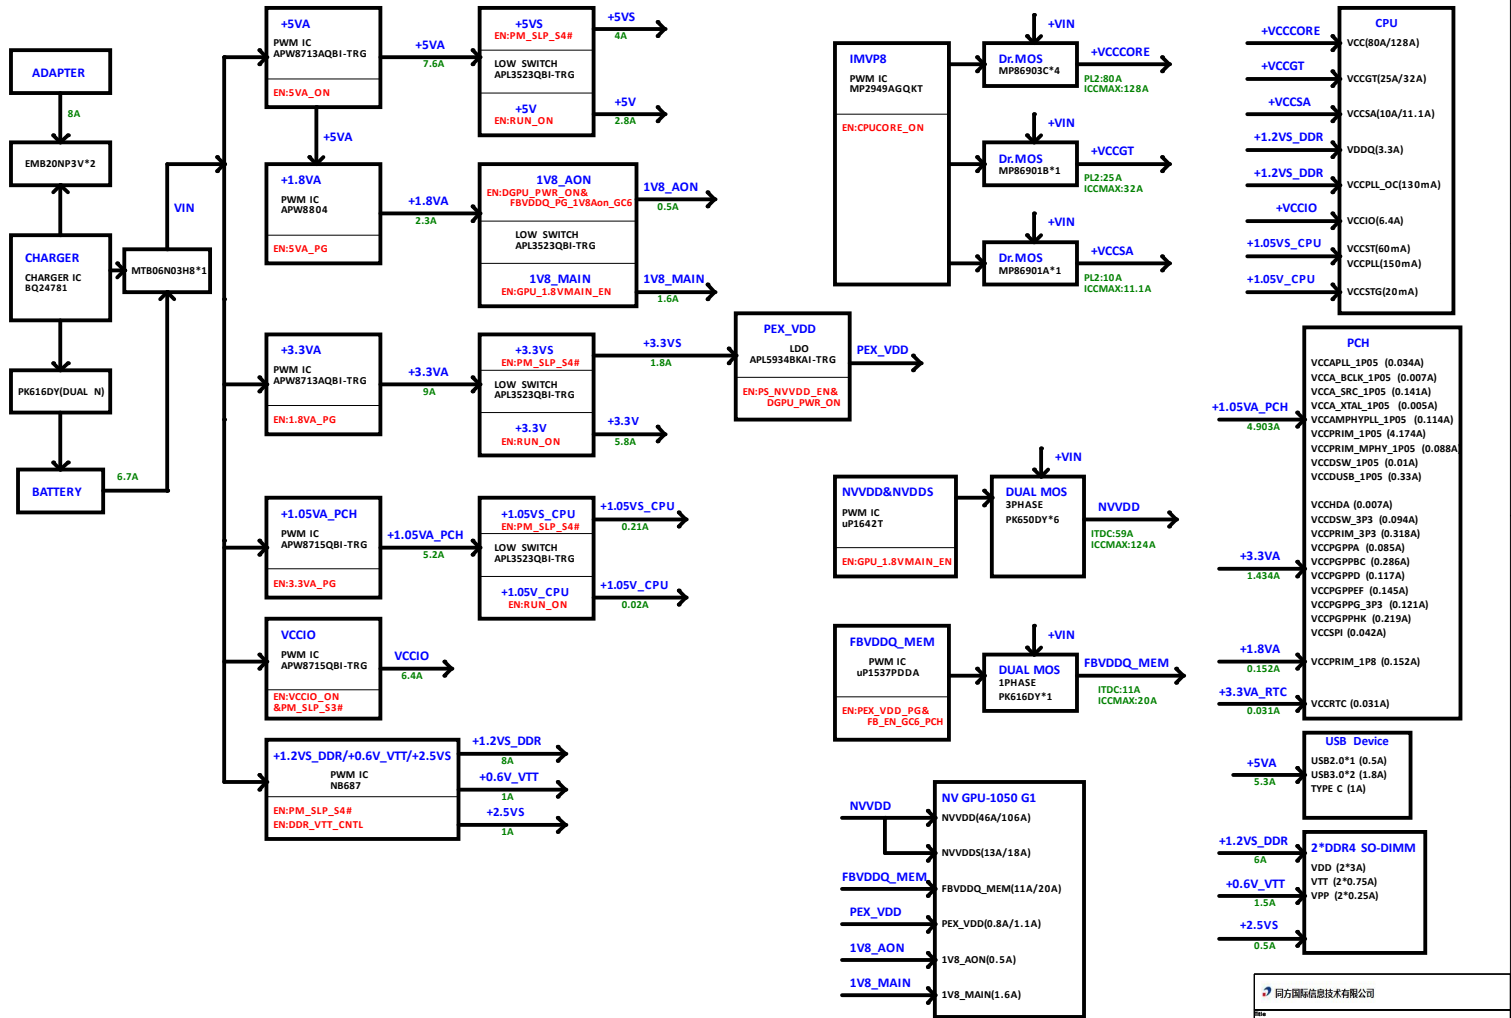 ADAPTER
8A
EMB20NP3V*2
CHARGER
CHARGER IC
BQ24781
MTB06N03H8*1
VIN
PK616DY(DUAL N)
BATTERY
6.7A
+5VA
PWM IC
APW8713AQBI-TRG
EN:5VA_ON
+5VA
7.6A
+5VS
EN:PM_SLP_S4#
LOW SWITCH
APL3523QBI-TRG
+5V
EN:RUN_ON
+5VS
4A
+5V
2.8A
+5VA
+1.8VA
PWM IC
APW8804
EN:5VA_PG
+1.8VA
2.3A
1V8_AON
EN:DGPU_PWR_ON&
FBVDDQ_PG_1V8Aon_GC6
LOW SWITCH
APL3523QBI-TRG
1V8_MAIN
EN:GPU_1.8VMAIN_EN
1V8_AON
0.5A
1V8_MAIN
1.6A
+3.3VA
PWM IC
APW8713AQBI-TRG
EN:1.8VA_PG
+3.3VA
9A
+3.3VS
EN:PM_SLP_S4#
LOW SWITCH
APL3523QBI-TRG
+3.3V
EN:RUN_ON
+3.3VS
1.8A
+3.3V
5.8A
PEX_VDD
LDO
APL5934BKAI-TRG
EN:PS_NVVDD_EN&
DGPU_PWR_ON
PEX_VDD
+1.05VA_PCH
PWM IC
APW8715QBI-TRG
EN:3.3VA_PG
+1.05VA_PCH
5.2A
+1.05VS_CPU
EN:PM_SLP_S4#
LOW SWITCH
APL3523QBI-TRG
+1.05V_CPU
EN:RUN_ON
+1.05VS_CPU
0.21A
+1.05V_CPU
0.02A
VCCIO
PWM IC
APW8715QBI-TRG
EN:VCCIO_ON
&PM_SLP_S3#
VCCIO
6.4A
+1.2VS_DDR/+0.6V_VTT/+2.5VS
PWM IC
NB687
EN:PM_SLP_S4#
EN:DDR_VTT_CNTL
+1.2VS_DDR
8A
+0.6V_VTT
1A
+2.5VS
1A
IMVP8
PWM IC
MP2949AGQKT
EN:CPUCORE_ON
+VIN
Dr.MOS
MP86903C*4
+VCCCORE
PL2:80A
ICCMAX:128A
+VIN
Dr.MOS
MP86901B*1
+VCCGT
PL2:25A
ICCMAX:32A
+VIN
Dr.MOS
MP86901A*1
+VCCSA
PL2:10A
ICCMAX:11.1A
NVVDD&NVDDS
PWM IC
uP1642T
EN:GPU_1.8VMAIN_EN
+VIN
DUAL MOS
3PHASE
PK650DY*6
NVVDD
ITDC:59A
ICCMAX:124A
FBVDDQ_MEM
PWM IC
uP1537PDDA
EN:PEX_VDD_PG&
FB_EN_GC6_PCH
+VIN
DUAL MOS
1PHASE
PK616DY*1
FBVDDQ_MEM
ITDC:11A
ICCMAX:20A
NV GPU-1050 G1
NVVDD
NVVDD(46A/106A)
NVVDDS(13A/18A)
FBVDDQ_MEM
FBVDDQ_MEM(11A/20A)
PEX_VDD
PEX_VDD(0.8A/1.1A)
1V8_AON
1V8_AON(0.5A)
1V8_MAIN
1V8_MAIN(1.6A)
CPU
+VCCCORE
VCC(80A/128A)
+VCCGT
VCCGT(25A/32A)
+VCCSA
VCCSA(10A/11.1A)
+1.2VS_DDR
VDDQ(3.3A)
+1.2VS_DDR
VCCPLL_OC(130mA)
+VCCIO
VCCIO(6.4A)
+1.05VS_CPU
VCCST(60mA)
VCCPLL(150mA)
+1.05V_CPU
VCCSTG(20mA)
PCH
VCCAPLL_1P05 (0.034A)
VCCA_BCLK_1P05 (0.007A)
VCCA_SRC_1P05 (0.141A)
VCCA_XTAL_1P05 (0.005A)
+1.05VA_PCH
4.903A
VCCAMPHYPLL_1P05 (0.114A)
VCCPRIM_1P05 (4.174A)
VCCPRIM_MPHY_1P05 (0.088A)
VCCDSW_1P05 (0.01A)
VCCDUSB_1P05 (0.33A)
VCCHDA (0.007A)
VCCDSW_3P3 (0.094A)
VCCPRIM_3P3 (0.318A)
VCCPGPPA (0.085A)
+3.3VA
1.434A
VCCPGPPBC (0.286A)
VCCPGPPD (0.117A)
VCCPGPPEF (0.145A)
VCCPGPPG_3P3 (0.121A)
VCCPGPPHK (0.219A)
VCCSPI (0.042A)
+1.8VA
0.152A
VCCPRIM_1P8 (0.152A)
+3.3VA_RTC
0.031A
VCCRTC (0.031A)
USB Device
+5VA
5.3A
USB2.0*1 (0.5A)
USB3.0*2 (1.8A)
TYPE C (1A)
2*DDR4 SO-DIMM
+1.2VS_DDR
6A
VDD (2*3A)
+0.6V_VTT
1.5A
VTT (2*0.75A)
VPP (2*0.25A)
+2.5VS
0.5A
同方国际信息技术有限公司
Title